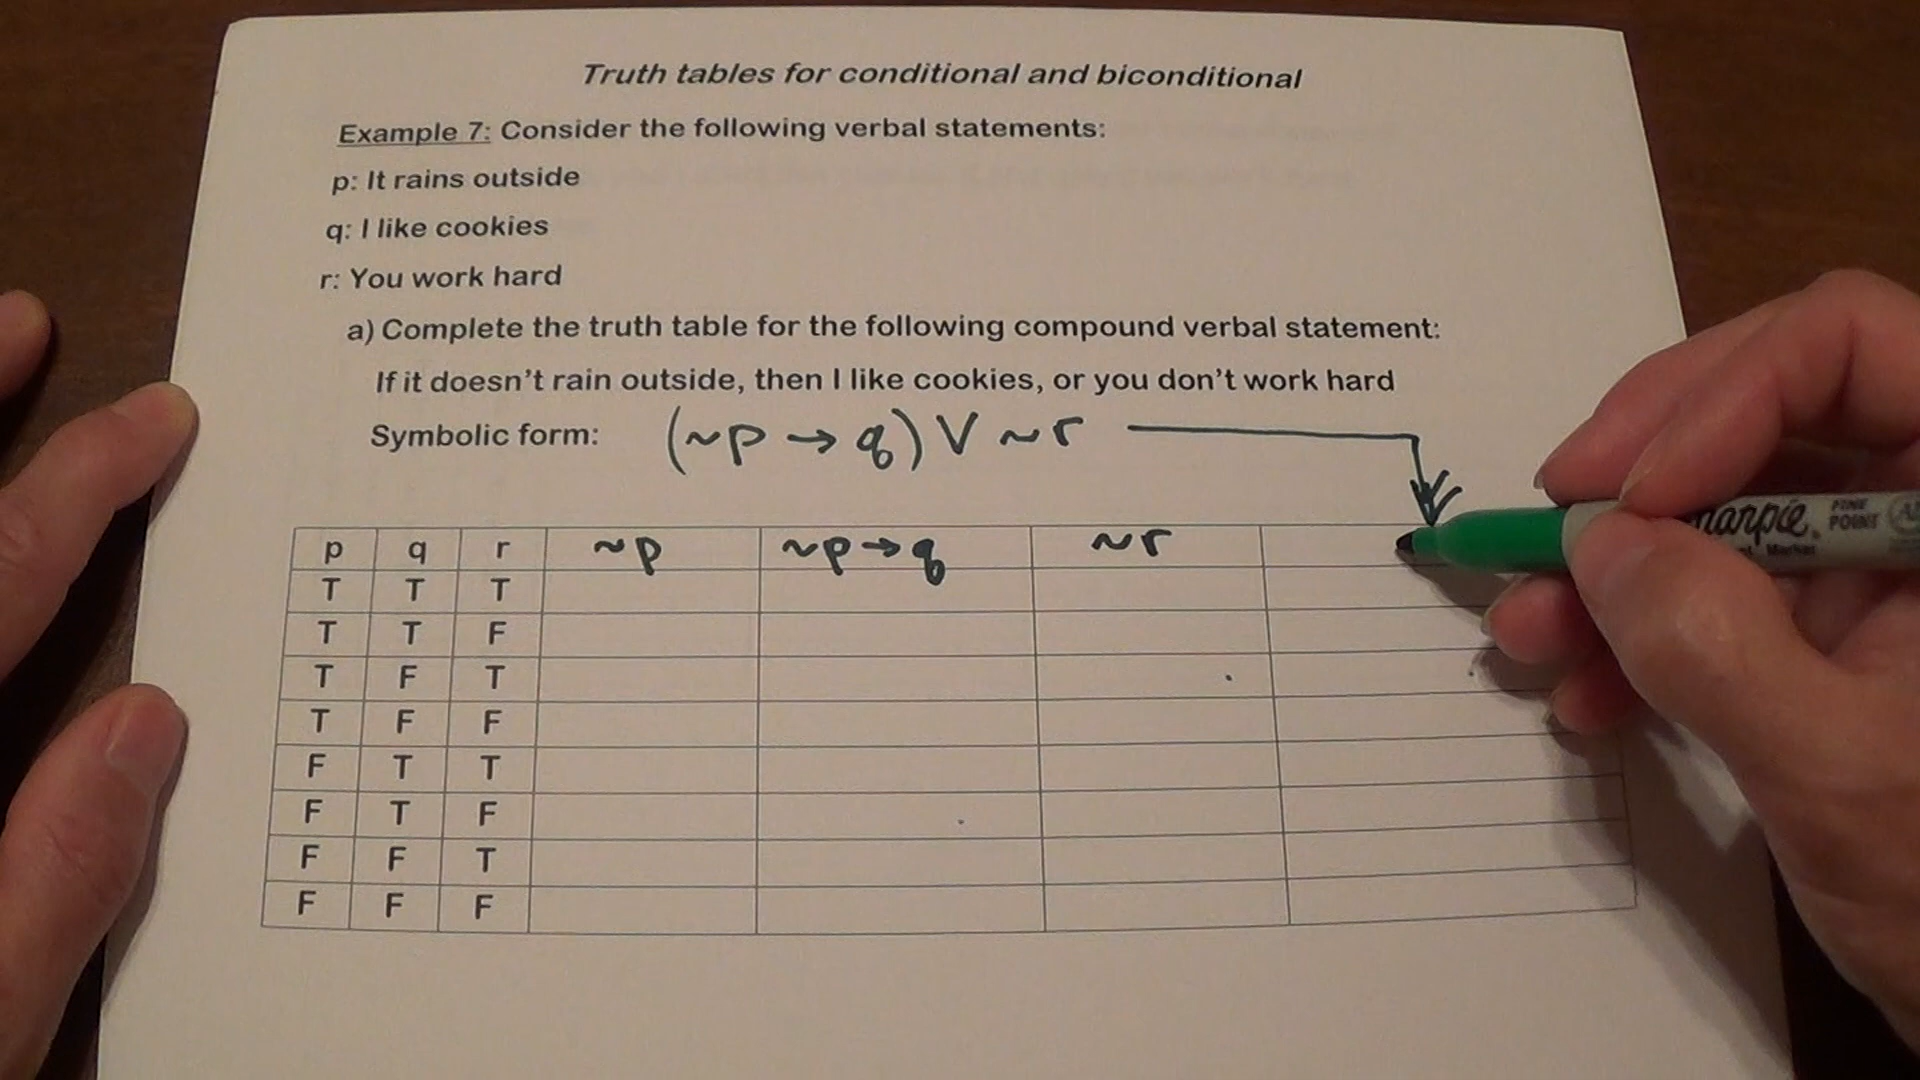 Truth tables for conditional and biconditional
Example 7: Consider the following verbal statements:
p: It rains outside
q: I like cookies
r: You work hard
a) Complete the truth table for the following compound verbal statement:
If it doesn't rain outside, then I like cookies, or you don't work hard
Symbolic form: (~p → q) V ~r
p q r ~p ~p→q ~r
T T T
T T F
T F T
T F F
F T T
F T F
F F T
F F F
FINE
POINT